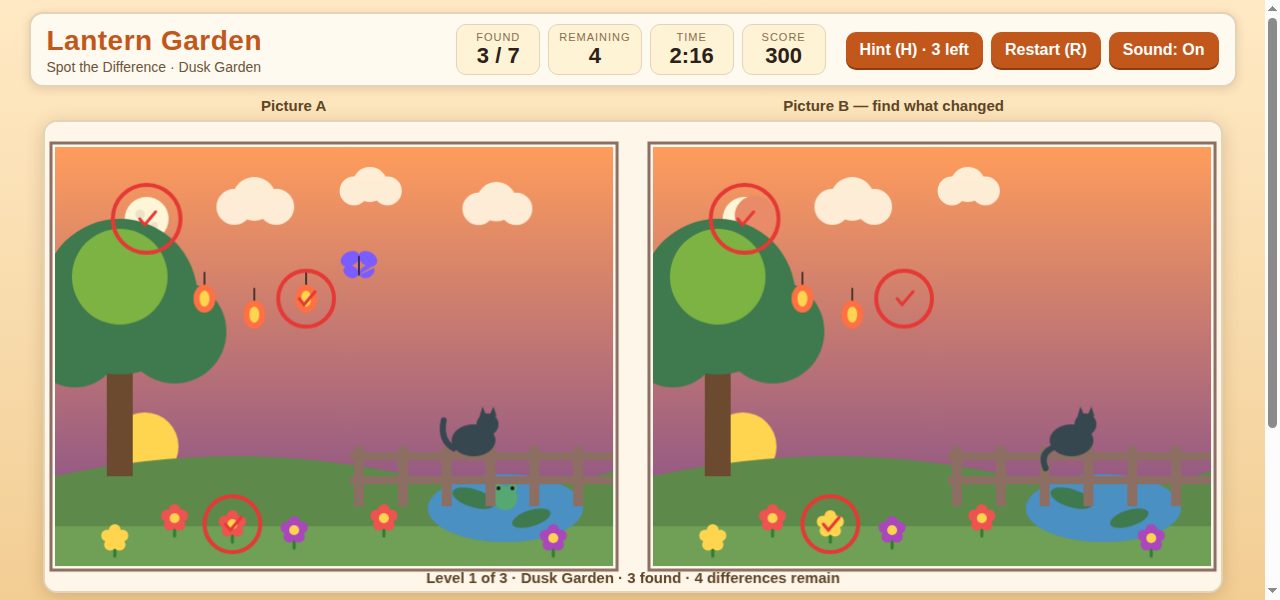 Lantern Garden
Spot the Difference · Dusk Garden
FOUND
3 / 7
REMAINING
4
TIME
2:16
SCORE
300
Hint (H) · 3 left
Restart (R)
Sound: On
Picture A
Picture B — find what changed
Level 1 of 3 · Dusk Garden · 3 found · 4 differences remain